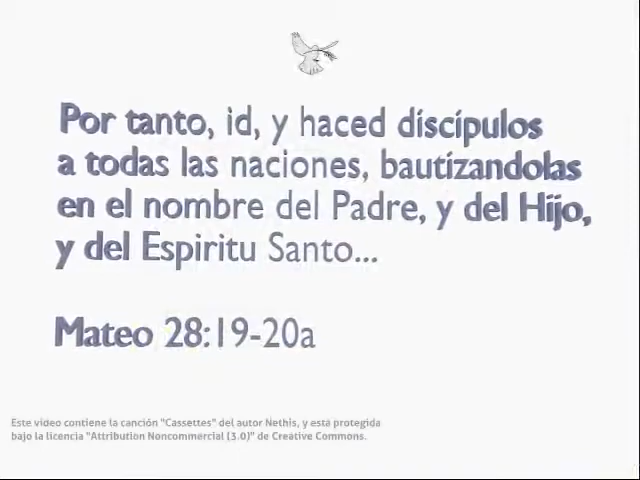 Por tanto, id, y haced discípulos
a todas las naciones, bautizandolas
en el nombre del Padre, y del Hijo,
y del Espiritu Santo...
Mateo 28:19-20a
Este video contiene la canción "Cassettes" del autor Nethis, y está protegida
bajo la licencia "Attribution Noncommercial (3.0)" de Creative Commons.